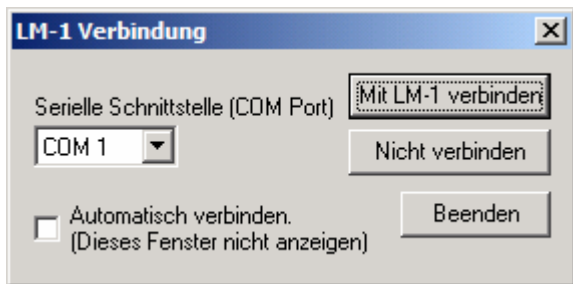 LM-1 Verbindung
Serielle Schnittstelle (COM Port)
COM 1
Mit LM-1 verbinden
Nicht verbinden
Automatisch verbinden.
(Dieses Fenster nicht anzeigen)
Beenden